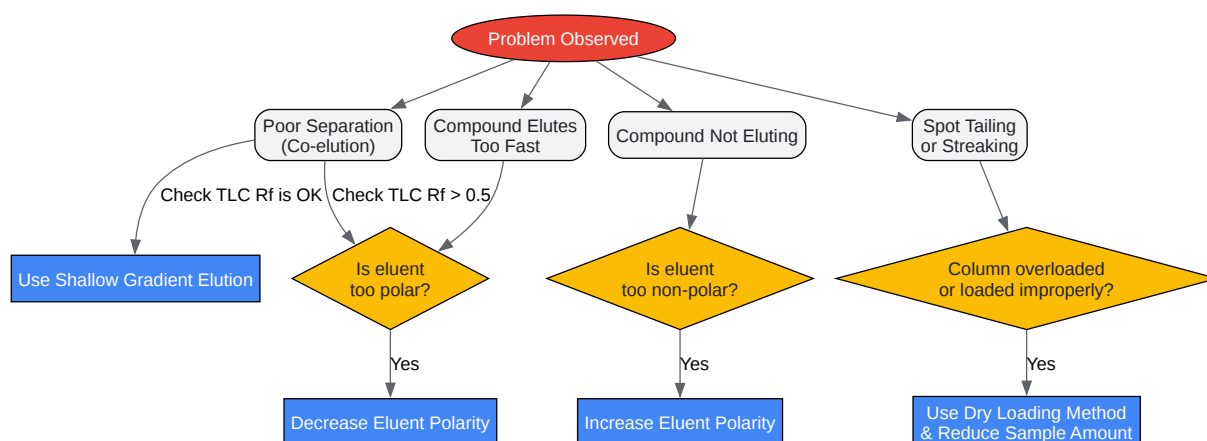 Problem Observed
Poor Separation
(Co-elution)
Compound Elutes
Too Fast
Compound Not Eluting
Spot Tailing
or Streaking
Check TLC Rf is OK
Check TLC Rf > 0.5
Use Shallow Gradient Elution
Is eluent
too polar?
Is eluent
too non-polar?
Column overloaded
or loaded improperly?
Yes
Yes
Yes
Decrease Eluent Polarity
Increase Eluent Polarity
Use Dry Loading Method
& Reduce Sample Amount